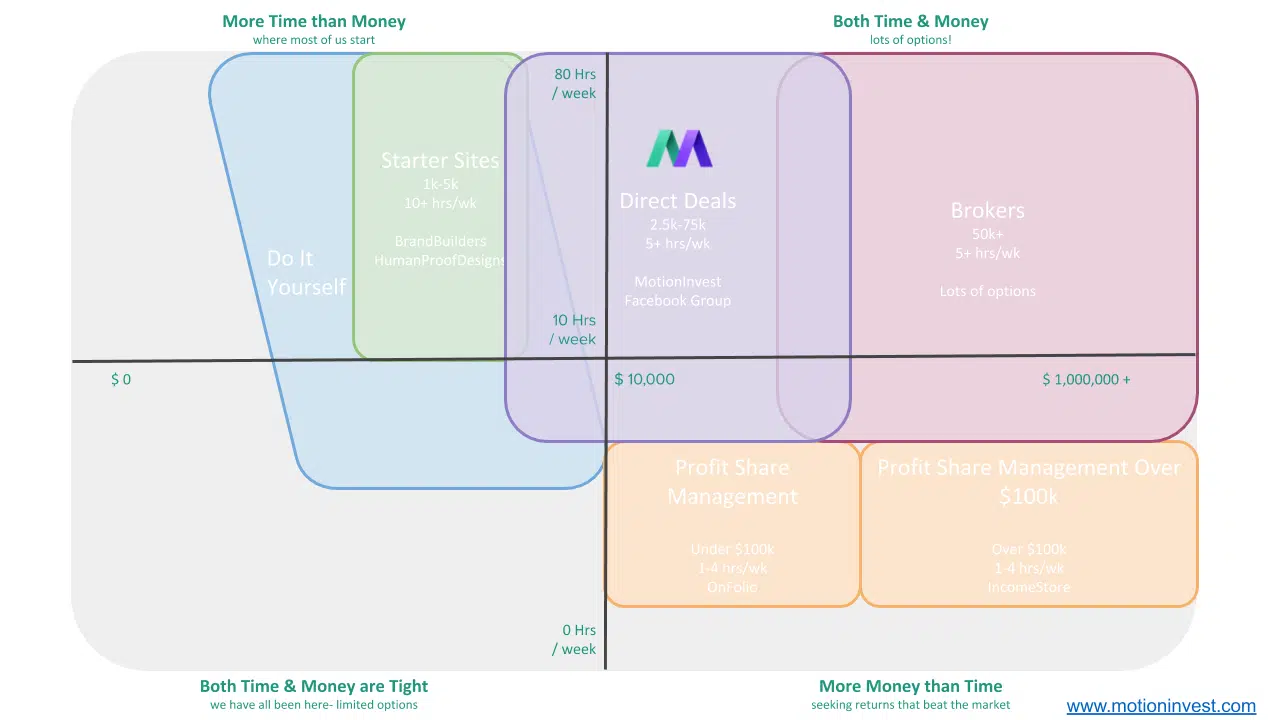 More Time than Money
where most of us start
Both Time & Money
lots of options!
80 Hrs
/ week
Starter Sites
1k-5k
10+ hrs/wk
BrandBuilders
HumanProofDesigns
Do It
Yourself
Direct Deals
2.5k-75k
5+ hrs/wk
MotionInvest
Facebook Group
Brokers
50k+
5+ hrs/wk
Lots of options
10 Hrs
/ week
$ 0
$ 10,000
$ 1,000,000 +
Profit Share
Management
Under $100k
1-4 hrs/wk
OnFolio
Profit Share Management Over
$100k
Over $100k
1-4 hrs/wk
IncomeStore
0 Hrs
/ week
Both Time & Money are Tight
we have all been here- limited options
More Money than Time
seeking returns that beat the market
www.motioninvest.com